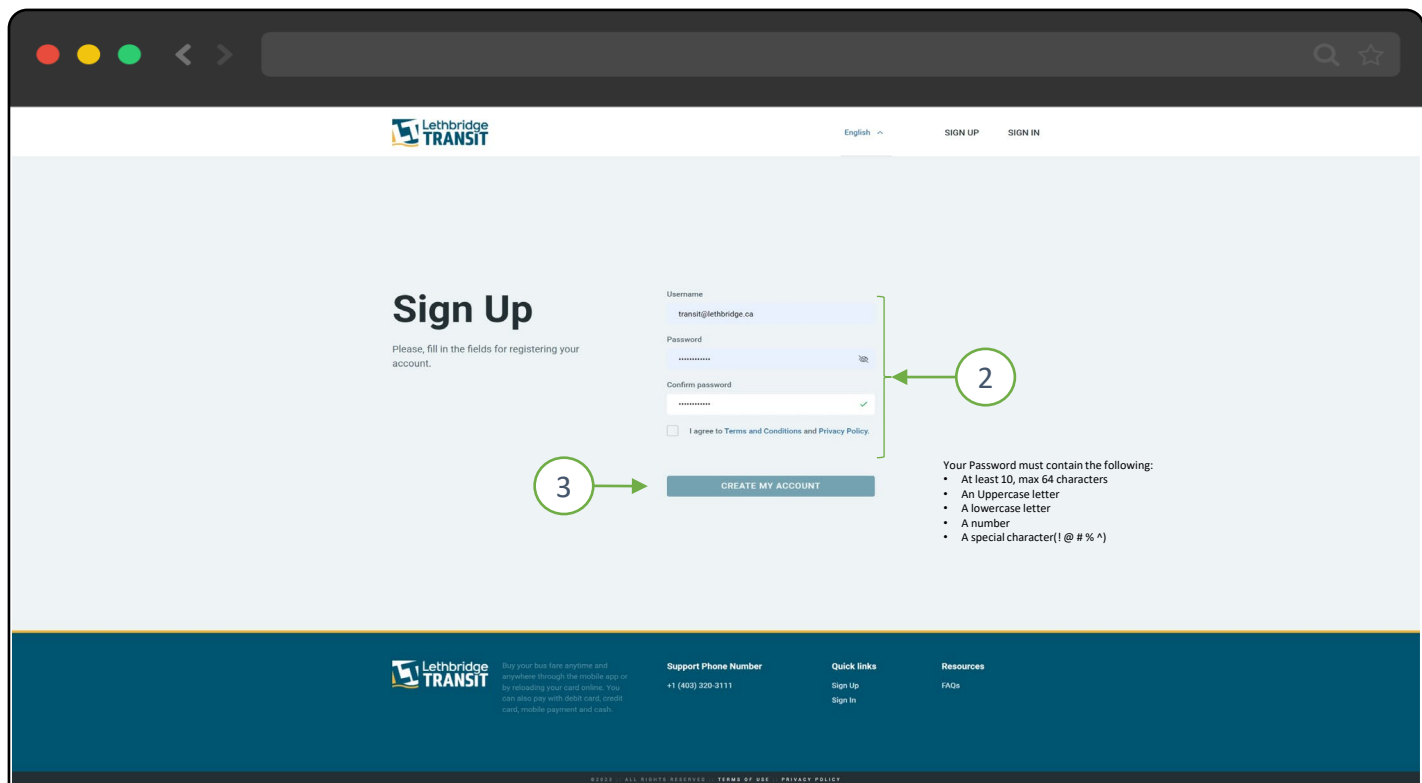 Lethbridge
TRANSIT
English
SIGN UP
SIGN IN
Sign Up
Please, fill in the fields for registering your
account.
Username
transit@lethbridge.ca
Password
••••••••••••
Confirm password
••••••••••••
I agree to Terms and Conditions and Privacy Policy.
2
3
CREATE MY ACCOUNT
Your Password must contain the following:
• At least 10, max 64 characters
• An Uppercase letter
• A lowercase letter
• A number
• A special character(! @ # % ^)
Lethbridge
TRANSIT
Buy your bus fare anytime and
anywhere through the mobile app or
by reloading your card online. You
can also pay with debit card, credit
card, mobile payment and cash.
Support Phone Number
+1 (403) 320-3111
Quick links
Sign Up
Sign In
Resources
FAQs
©2022 :. ALL RIGHTS RESERVED :. TERMS OF USE :. PRIVACY POLICY